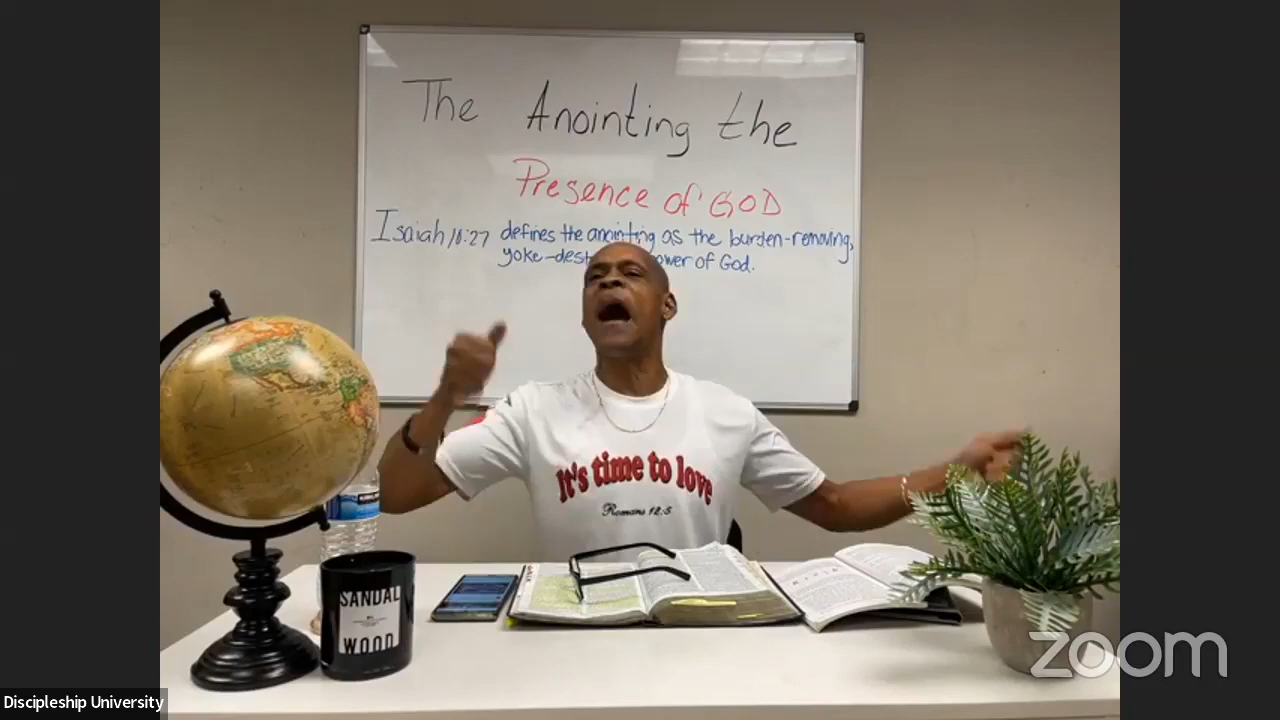 The Anointing the
Presence of GOD
Isaiah 10:27 defines the anointing as the burden-removing,
yoke-dest ower of God.
It's time to love
Romans 12:5
SANDAL
WOOD
zoom
Discipleship University